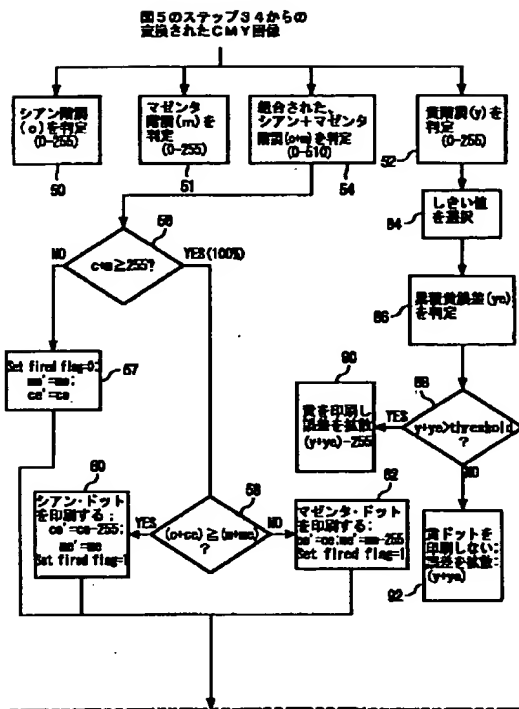 図5のステップ34からの
変換されたCMY画像
シアン階調
(c)を判定
(0-255)
50
マゼンタ
階調(m)を
判定
(0-255)
51
組合された、
シアン+マゼンタ
階調(c+m)を判定
(0-510)
54
黄階調(y)を
判定
(0-255)
52
しきい値
を選択
84
累積黄誤差(ye)
を判定
86
56
c+m≧255?
NO
YES(100%)
Set fired flag=0;
me'=me;
ce'=ce
57
88
y+ye>threshold
?
YES
NO
90
黄を印刷し
誤差を拡散
(y+ye)-255
58
(c+ce)≧(m+me)
?
YES
NO
60
シアン・ドット
を印刷する:
ce'=ce-255;
me'=me
Set fired flag=1
62
マゼンタ・ドット
を印刷する:
ce'=ce;me'=me-255
Set fired flag=1
黄ドットを
印刷しない;
誤差を拡散:
(y+ye)
92